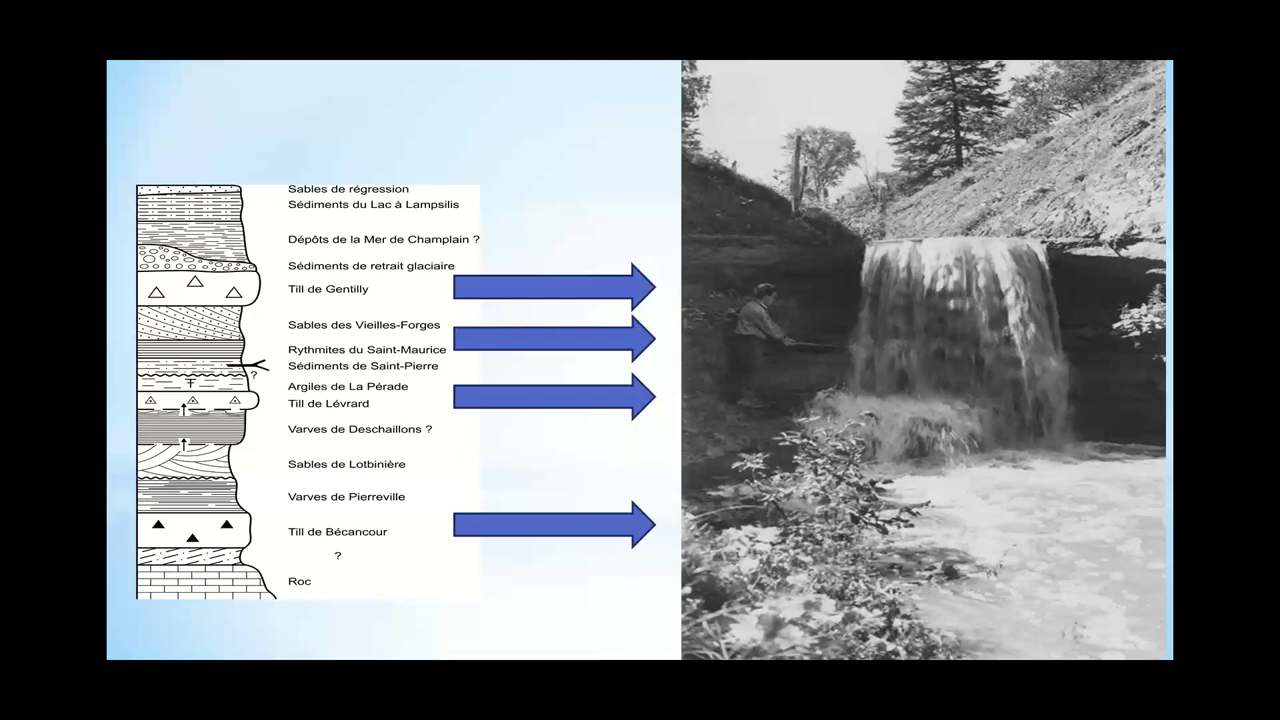 Sables de régression
Sédiments du Lac à Lampsilis
Dépôts de la Mer de Champlain ?
Sédiments de retrait glaciaire
Till de Gentilly
Sables des Vieilles-Forges
Rythmites du Saint-Maurice
Sédiments de Saint-Pierre
?
Argiles de La Pérade
Till de Lévrard
Varves de Deschaillons ?
Sables de Lotbinière
Varves de Pierreville
Till de Bécancour
?
Roc